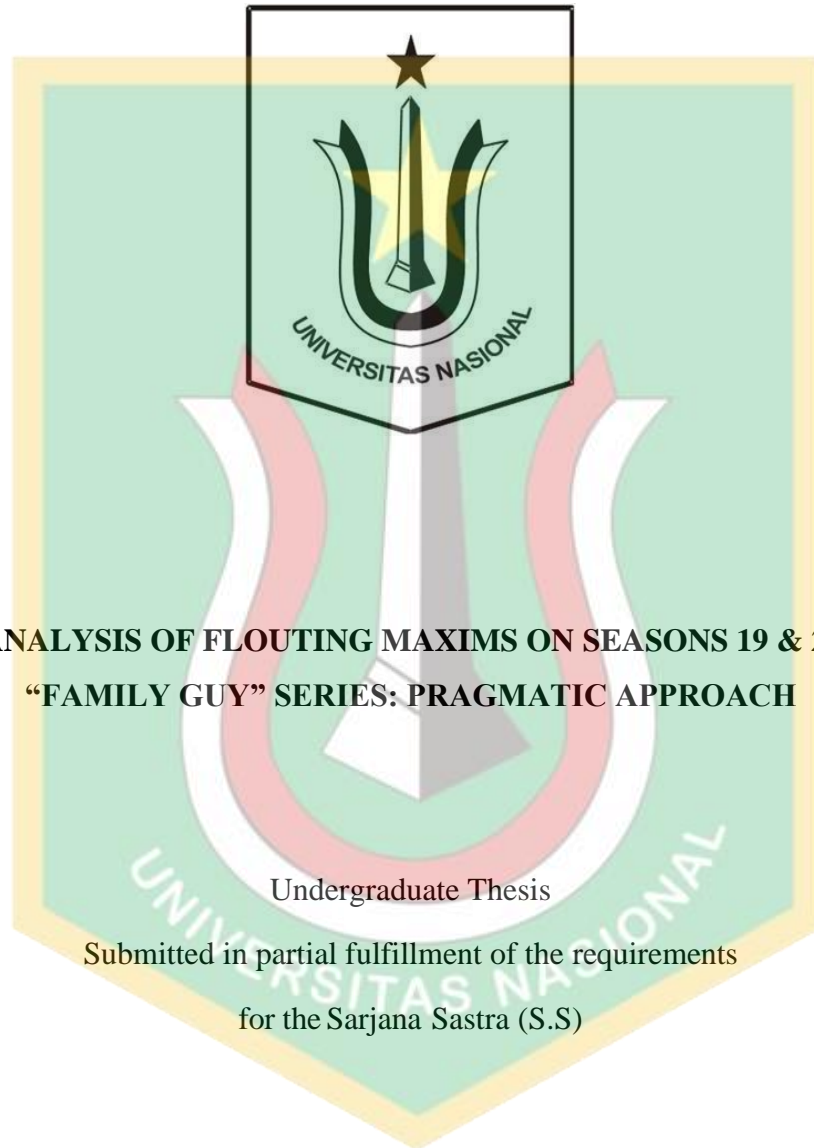 UNIVERSITAS NASIONAL
ANALYSIS OF FLOUTING MAXIMS ON SEASONS 19 &
“FAMILY GUY” SERIES: PRAGMATIC APPROACH
Undergraduate Thesis
Submitted in partial fulfillment of the requirements
for the Sarjana Sastra (S.S)
UNIVERSITAS NASIONAL